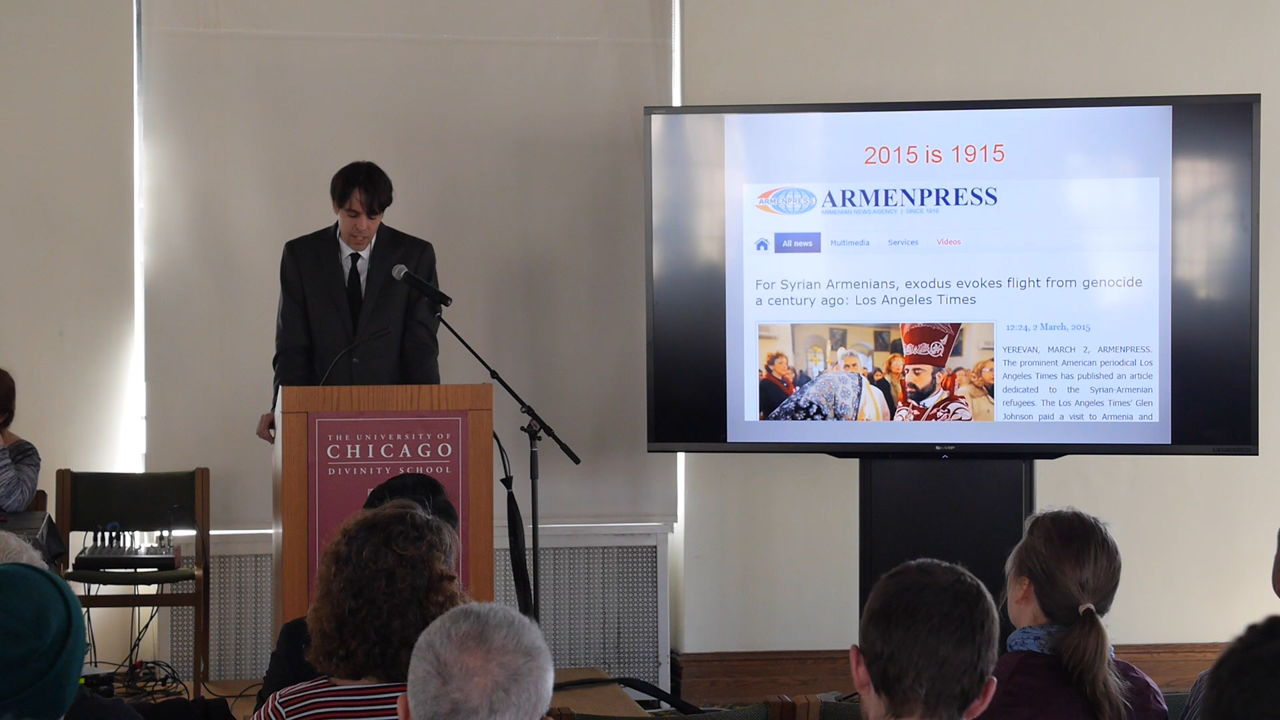 2015 is 1915
ARMENPRESS
ARMENPRESS
ARMENIAN NEWS AGENCY | SINCE 1918
All news
Multimedia
Services
Videos
For Syrian Armenians, exodus evokes flight from genocide
a century ago: Los Angeles Times
12:24, 2 March, 2015
YEREVAN, MARCH 2, ARMENPRESS.
The prominent American periodical Los
Angeles Times has published an article
dedicated to the Syrian-Armenian
refugees. The Los Angeles Times' Glen
Johnson paid a visit to Armenia and
SHARP
THE UNIVERSITY OF
CHICAGO
DIVINITY SCHOOL